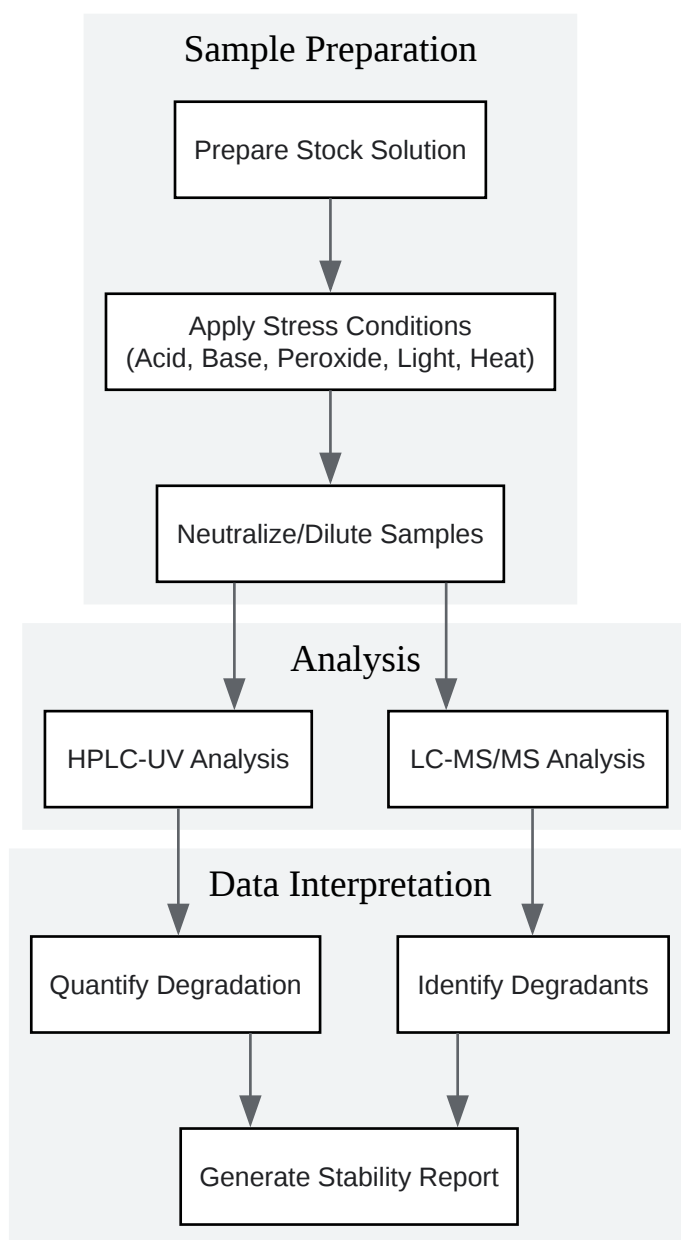 Sample Preparation
Prepare Stock Solution
Apply Stress Conditions
(Acid, Base, Peroxide, Light, Heat)
Neutralize/Dilute Samples
Analysis
HPLC-UV Analysis
LC-MS/MS Analysis
Data Interpretation
Quantify Degradation
Identify Degradants
Generate Stability Report